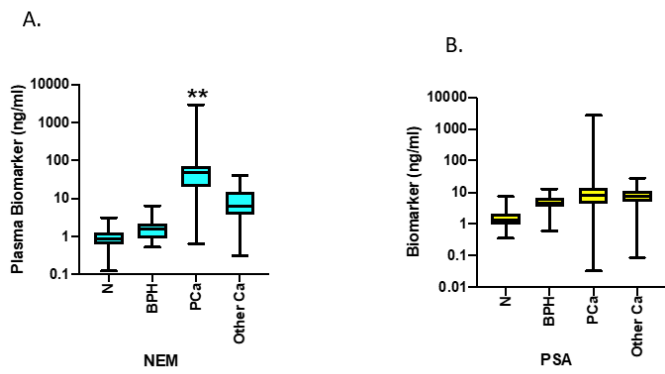 A.
Plasma Biomarker (ng/ml)
10000
1000
100
10
1
0.1
**
N
BPH
PCa
Other Ca
NEM
B.
Biomarker (ng/ml)
10000
1000
100
10
1
0.1
0.01
N
BPH
PCa
Other Ca
PSA